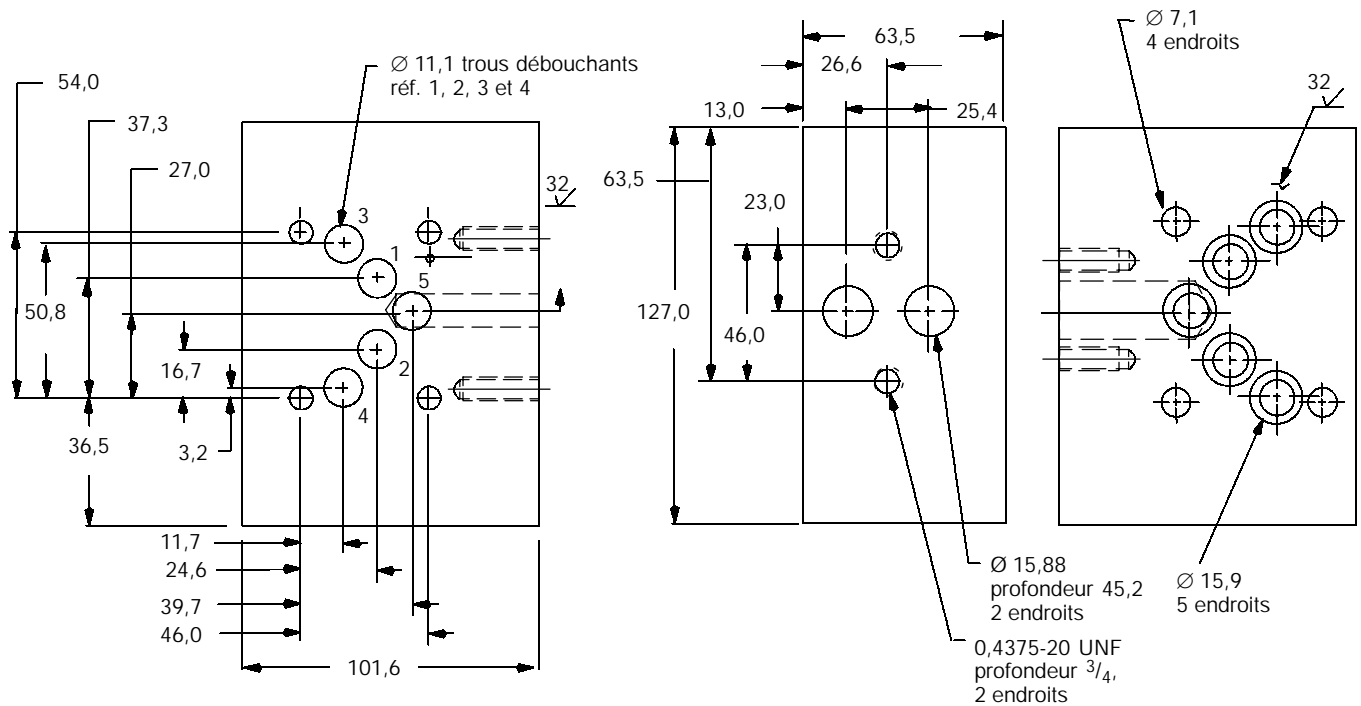 Ø 11,1 trous débouchants
réf. 1, 2, 3 et 4
54,0
37,3
27,0
32
3
1
5
2
4
50,8
16,7
36,5
3,2
11,7
24,6
39,7
46,0
101,6
63,5
26,6
13,0
25,4
63,5
23,0
127,0
46,0
Ø 15,88
profondeur 45,2
2 endroits
0,4375-20 UNF
profondeur 3/4,
2 endroits
Ø 7,1
4 endroits
32
Ø 15,9
5 endroits